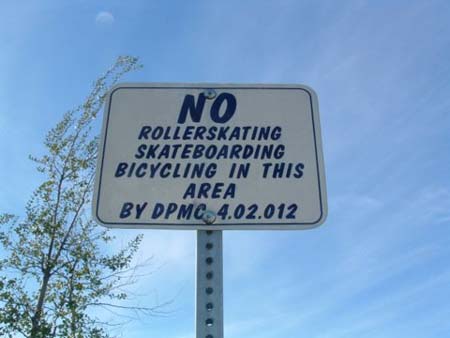 NO
ROLLERSKATING
SKATEBOARDING
BICYCLING IN THIS
AREA
BY DPMC 4.02.012